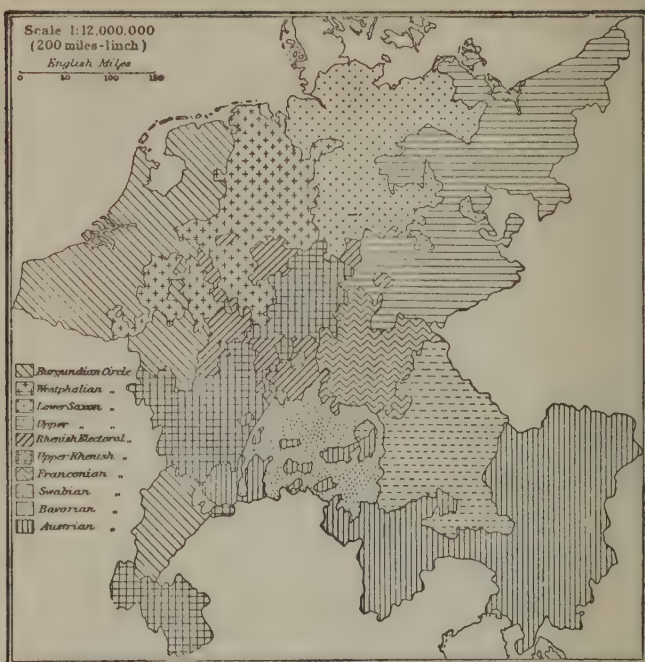 Scale 1:12,000,000
(200 miles-1inch)
English Miles
0 50 100 150
Burgundian Circle
Westphalian „
Lower Saxon „
Upper „ „
Rhenish Electoral „
Upper Rhenish „
Franconian „
Swabian „
Bavarian „
Austrian „